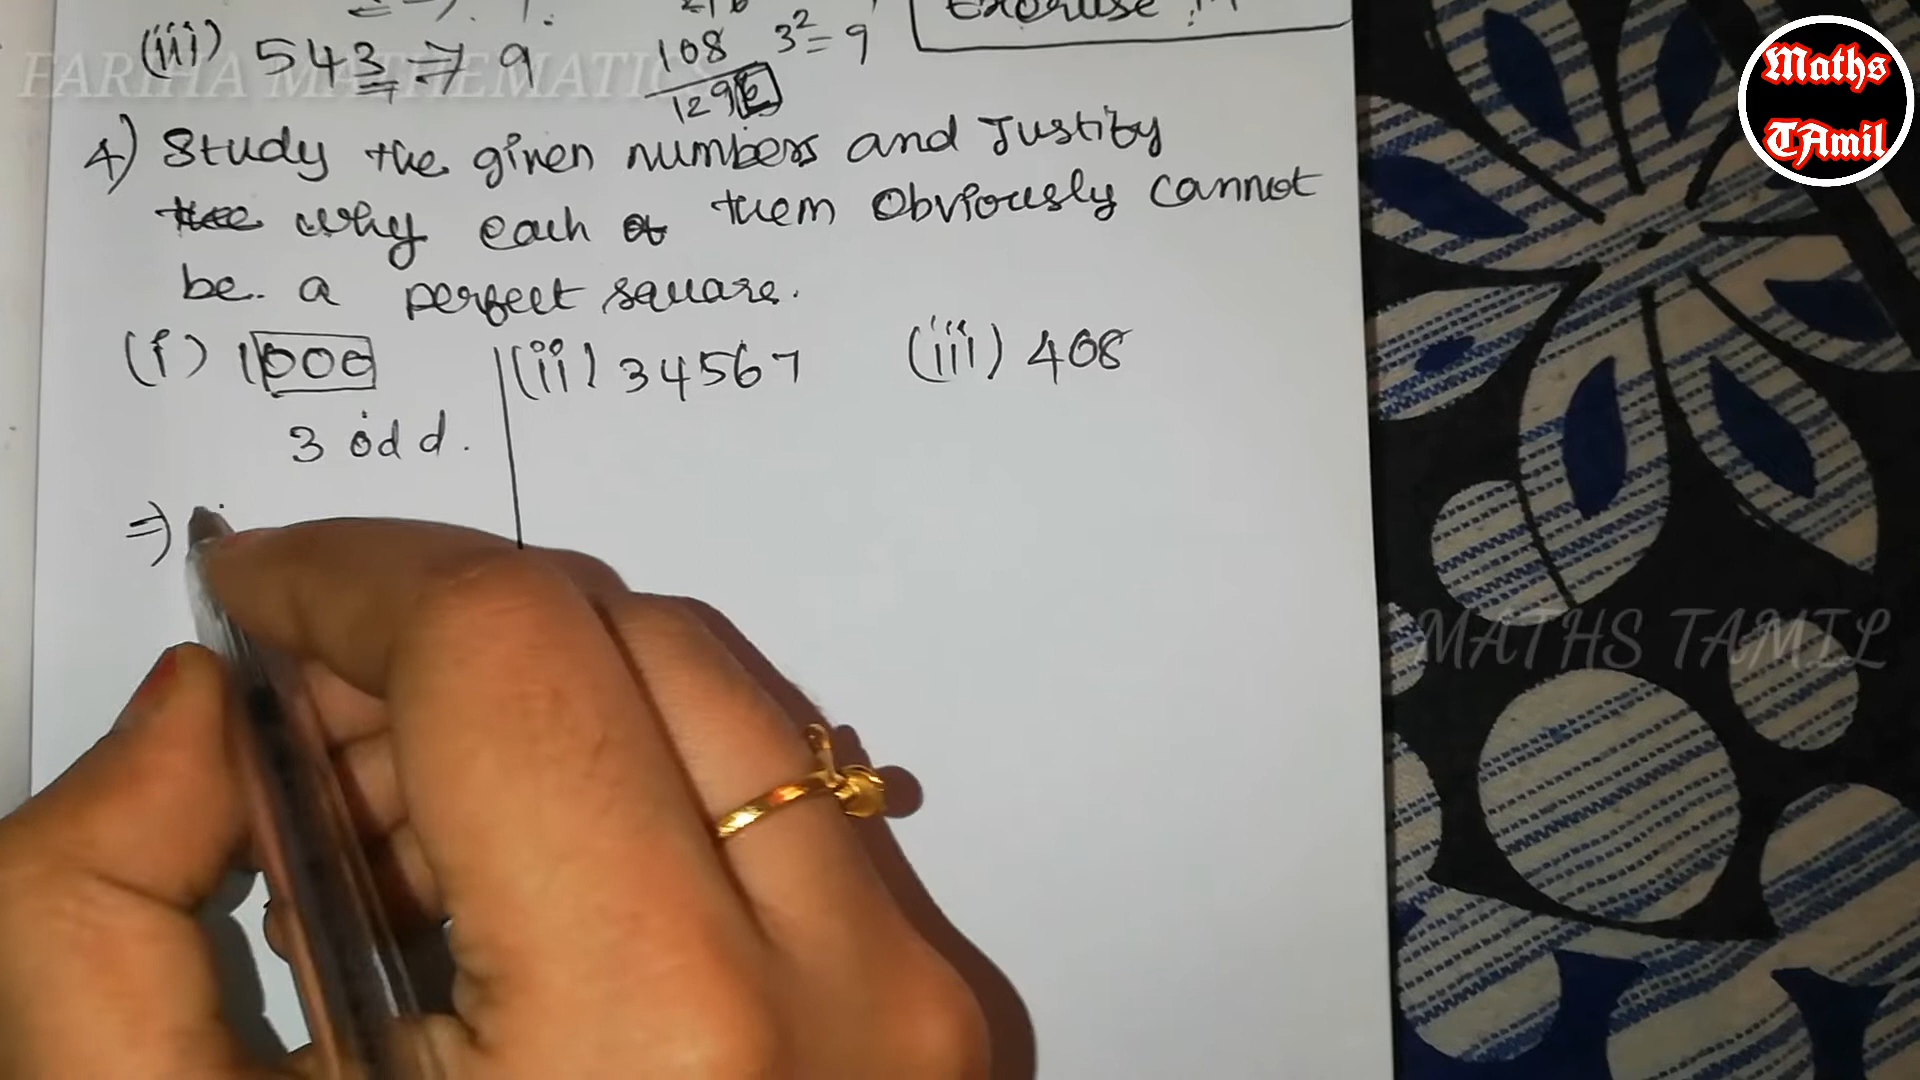 Exercise
(iii) 543 ⇒ 9
108 3² = 9
1296
FARIHA MATHEMATICS
Maths
TAmil
4) Study the given numbers and Justify
why each of them obviously cannot
be. a perfect square.
(i) 1000 (ii) 34567 (iii) 408
3 odd.
⇒
MATHS TAMIL